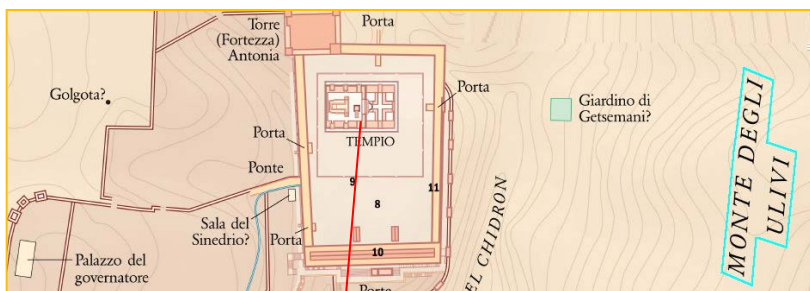 Torre
(Fortezza)
Antonia
Porta
Golgota?
Porta
Giardino di
Getsemani?
MONTE DEGLI
ULIVI
Porta
TEMPIO
Ponte
9
11
8
Sala del
Sinedrio?
Porta
10
Palazzo del
governatore
EL CHIDRON
Porte